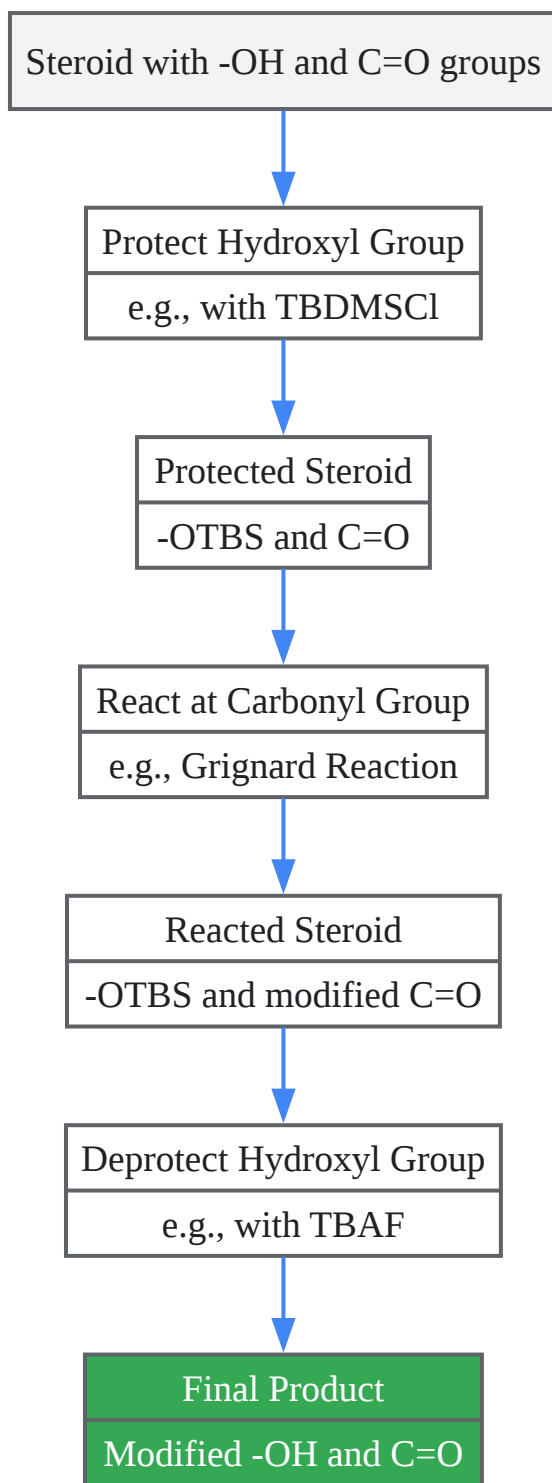 Steroid with -OH and C=O groups
Protect Hydroxyl Group
e.g., with TBDMSCl
Protected Steroid
-OTBS and C=O
React at Carbonyl Group
e.g., Grignard Reaction
Reacted Steroid
-OTBS and modified C=O
Deprotect Hydroxyl Group
e.g., with TBAF
Final Product
Modified -OH and C=O